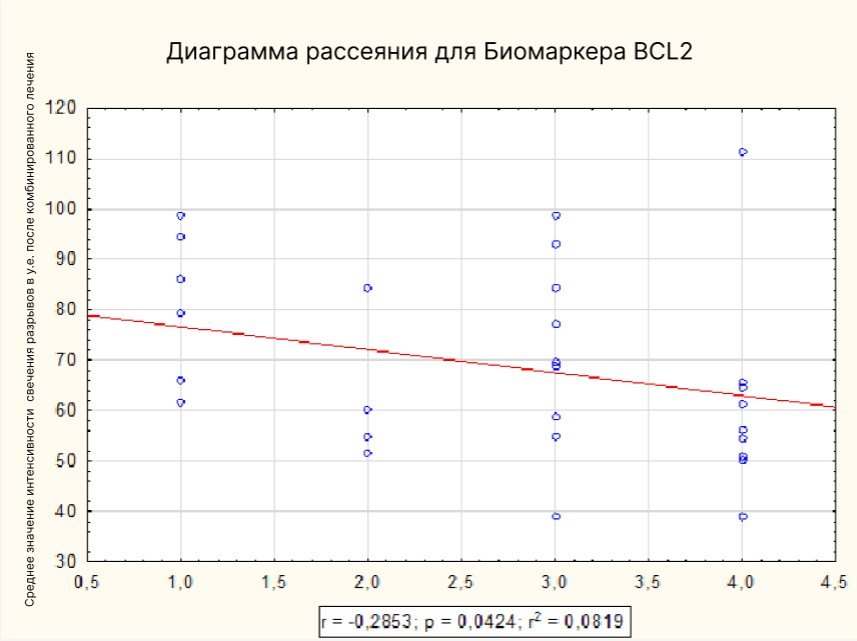 Диаграмма рассеяния для Биомаркера BCL2
Среднее значение интенсивности свечения разрывов в у.е. после комбинированного лечения
120
110
100
90
80
70
60
50
40
30
0,5 1,0 1,5 2,0 2,5 3,0 3,5 4,0 4,5
r = -0,2853; p = 0,0424; r² = 0,0819